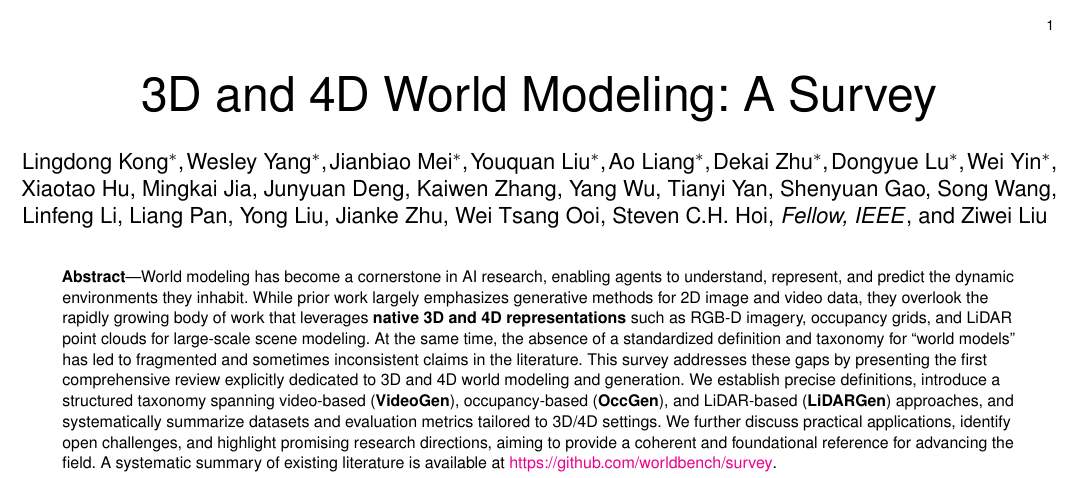 1
3D and 4D World Modeling: A Survey
Lingdong Kong*, Wesley Yang*, Jianbiao Mei*, Youquan Liu*, Ao Liang*, Dekai Zhu*, Dongyue Lu*, Wei Yin*,
Xiaotao Hu, Mingkai Jia, Junyuan Deng, Kaiwen Zhang, Yang Wu, Tianyi Yan, Shenyuan Gao, Song Wang,
Linfeng Li, Liang Pan, Yong Liu, Jianke Zhu, Wei Tsang Ooi, Steven C.H. Hoi, Fellow, IEEE, and Ziwei Liu
Abstract—World modeling has become a cornerstone in AI research, enabling agents to understand, represent, and predict the dynamic
environments they inhabit. While prior work largely emphasizes generative methods for 2D image and video data, they overlook the
rapidly growing body of work that leverages native 3D and 4D representations such as RGB-D imagery, occupancy grids, and LiDAR
point clouds for large-scale scene modeling. At the same time, the absence of a standardized definition and taxonomy for “world models”
has led to fragmented and sometimes inconsistent claims in the literature. This survey addresses these gaps by presenting the first
comprehensive review explicitly dedicated to 3D and 4D world modeling and generation. We establish precise definitions, introduce a
structured taxonomy spanning video-based (VideoGen), occupancy-based (OccGen), and LiDAR-based (LiDARGen) approaches, and
systematically summarize datasets and evaluation metrics tailored to 3D/4D settings. We further discuss practical applications, identify
open challenges, and highlight promising research directions, aiming to provide a coherent and foundational reference for advancing the
field. A systematic summary of existing literature is available at https://github.com/worldbench/survey.